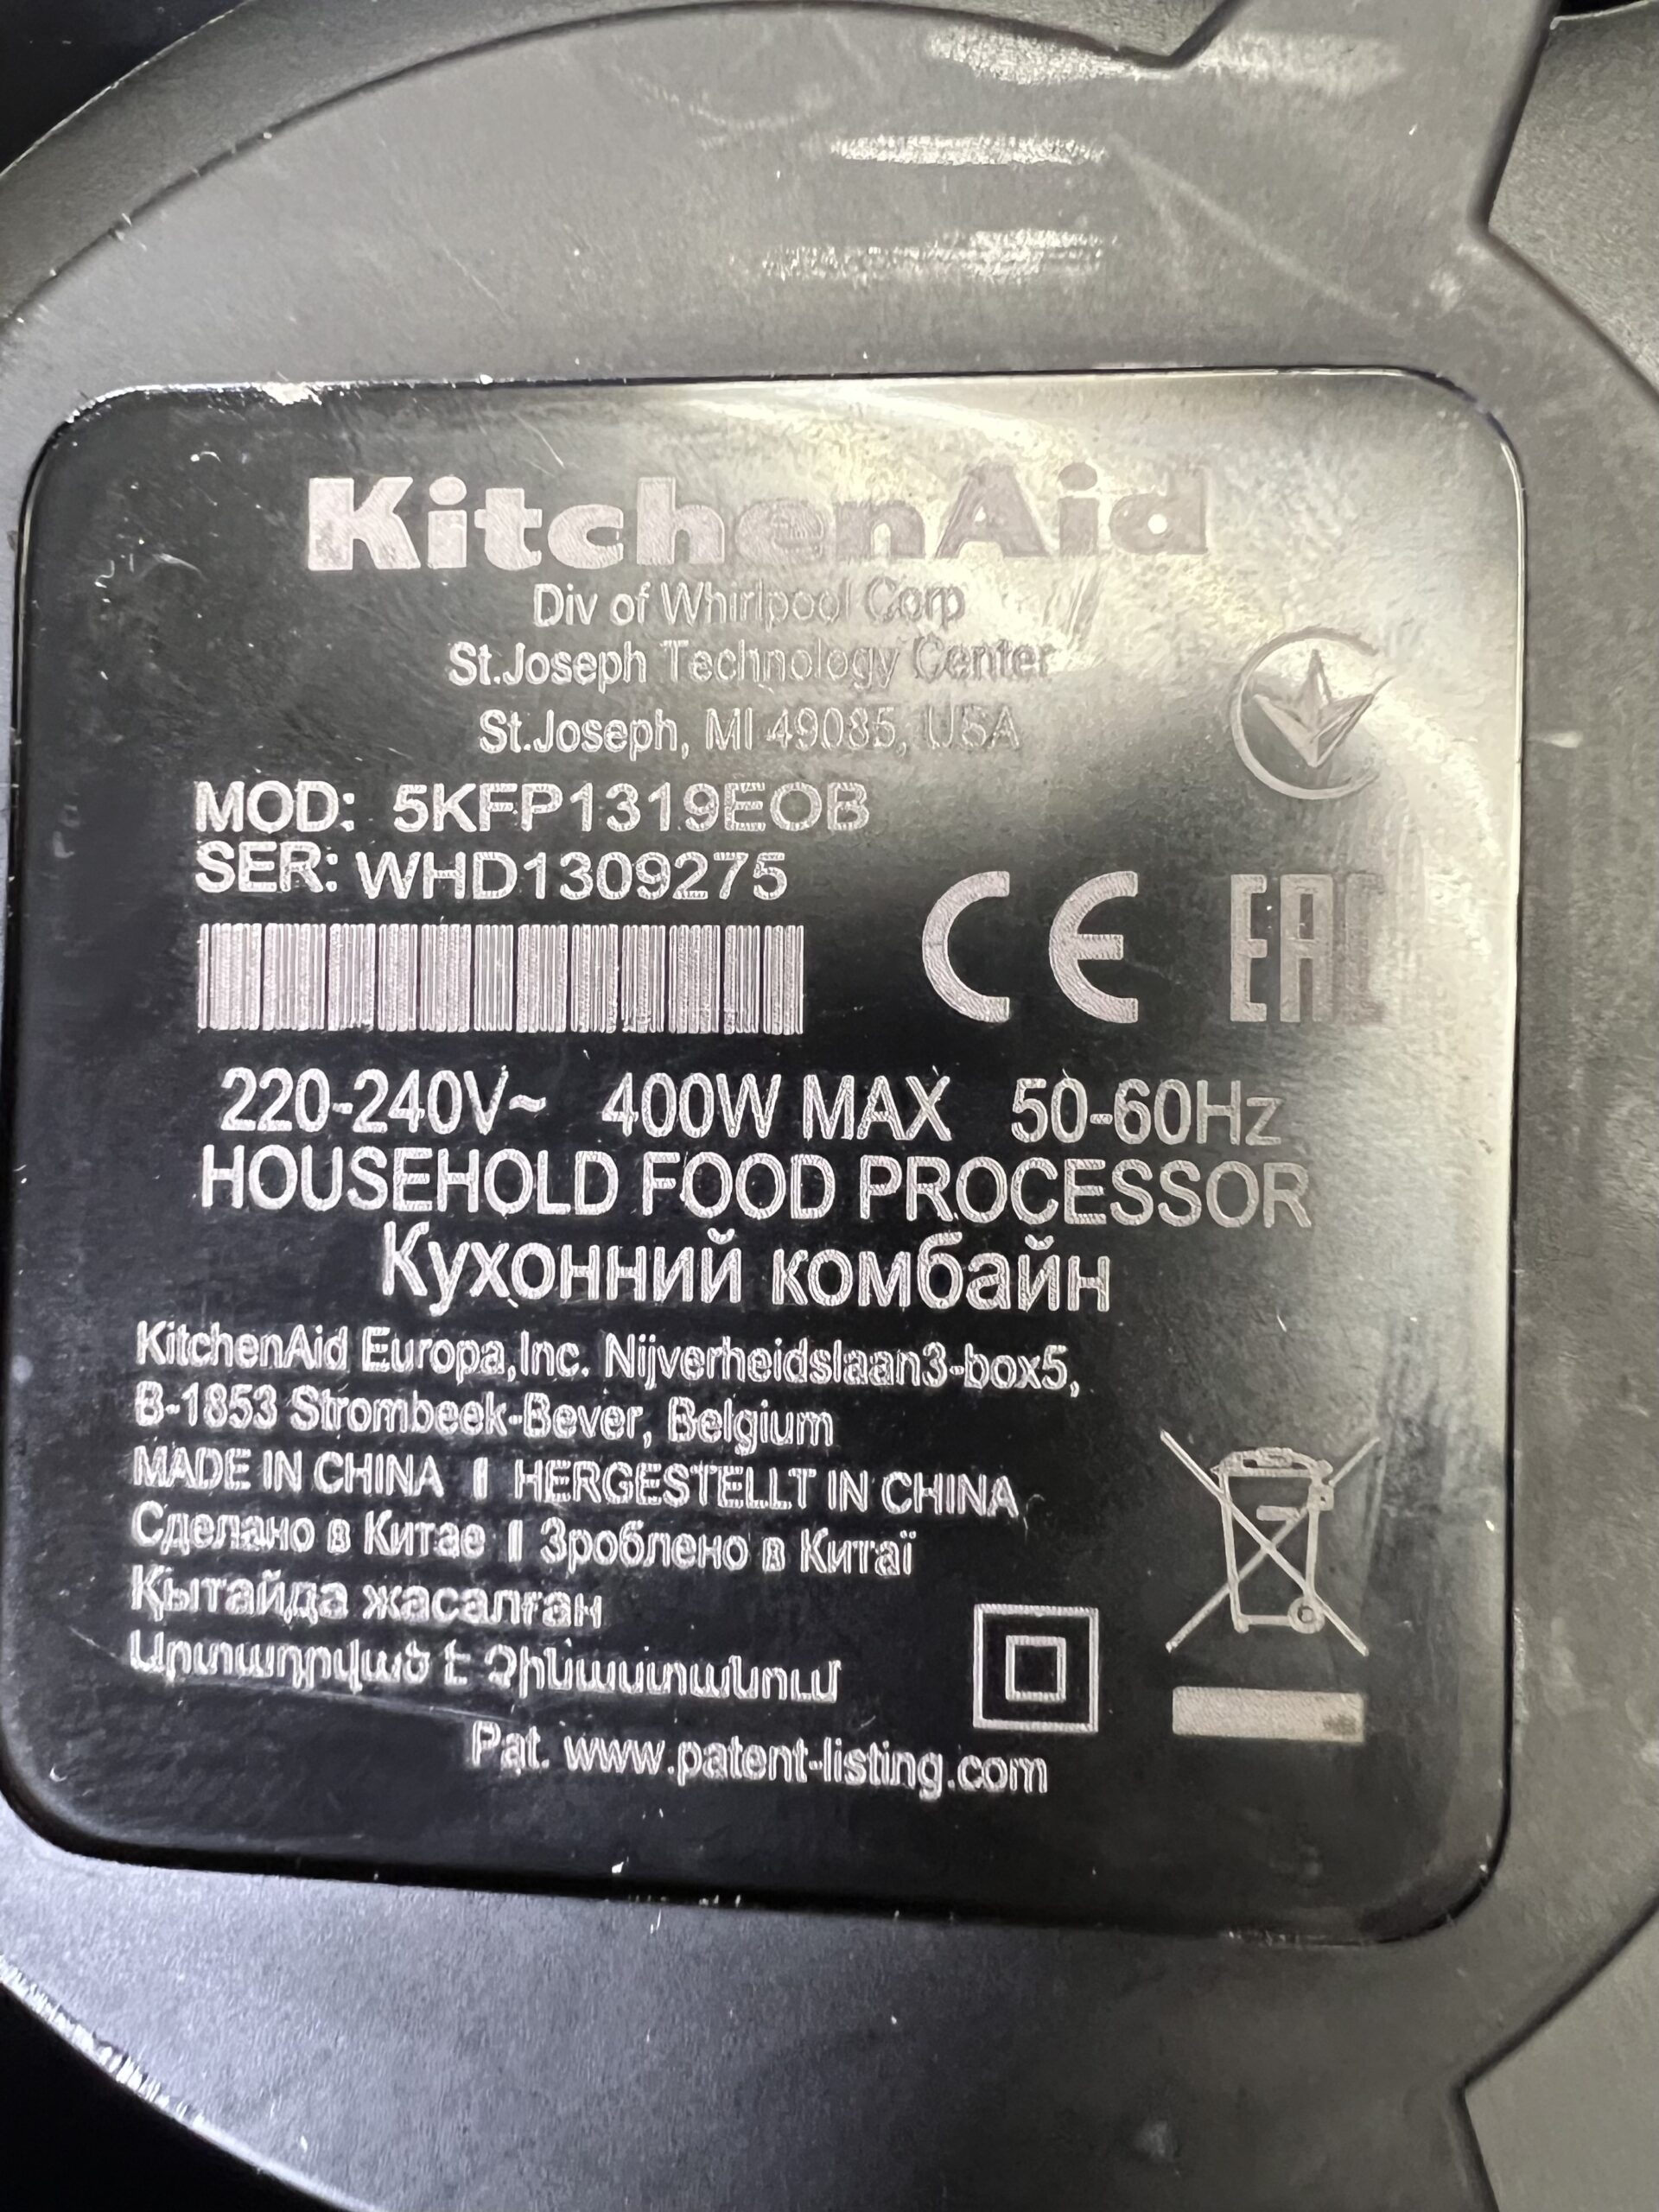 KitchenAid
Div of Whirlpool Corp
St.Joseph Technology Center
St.Joseph, MI 49085, USA
MOD: 5KFP1319EOB
SER: WHD1309275
CE EAC
220-240V~ 400W MAX 50-60Hz
HOUSEHOLD FOOD PROCESSOR
Кухонний комбайн
KitchenAid Europa,Inc. Nijverheidslaan3-box5,
B-1853 Strombeek-Bever, Belgium
MADE IN CHINA || HERGESTELLT IN CHINA
Сделано в Китае || Зроблено в Китаї
Қытайда жасалған
Արտադրված է Չինաստանում
Pat. www.patent-listing.com